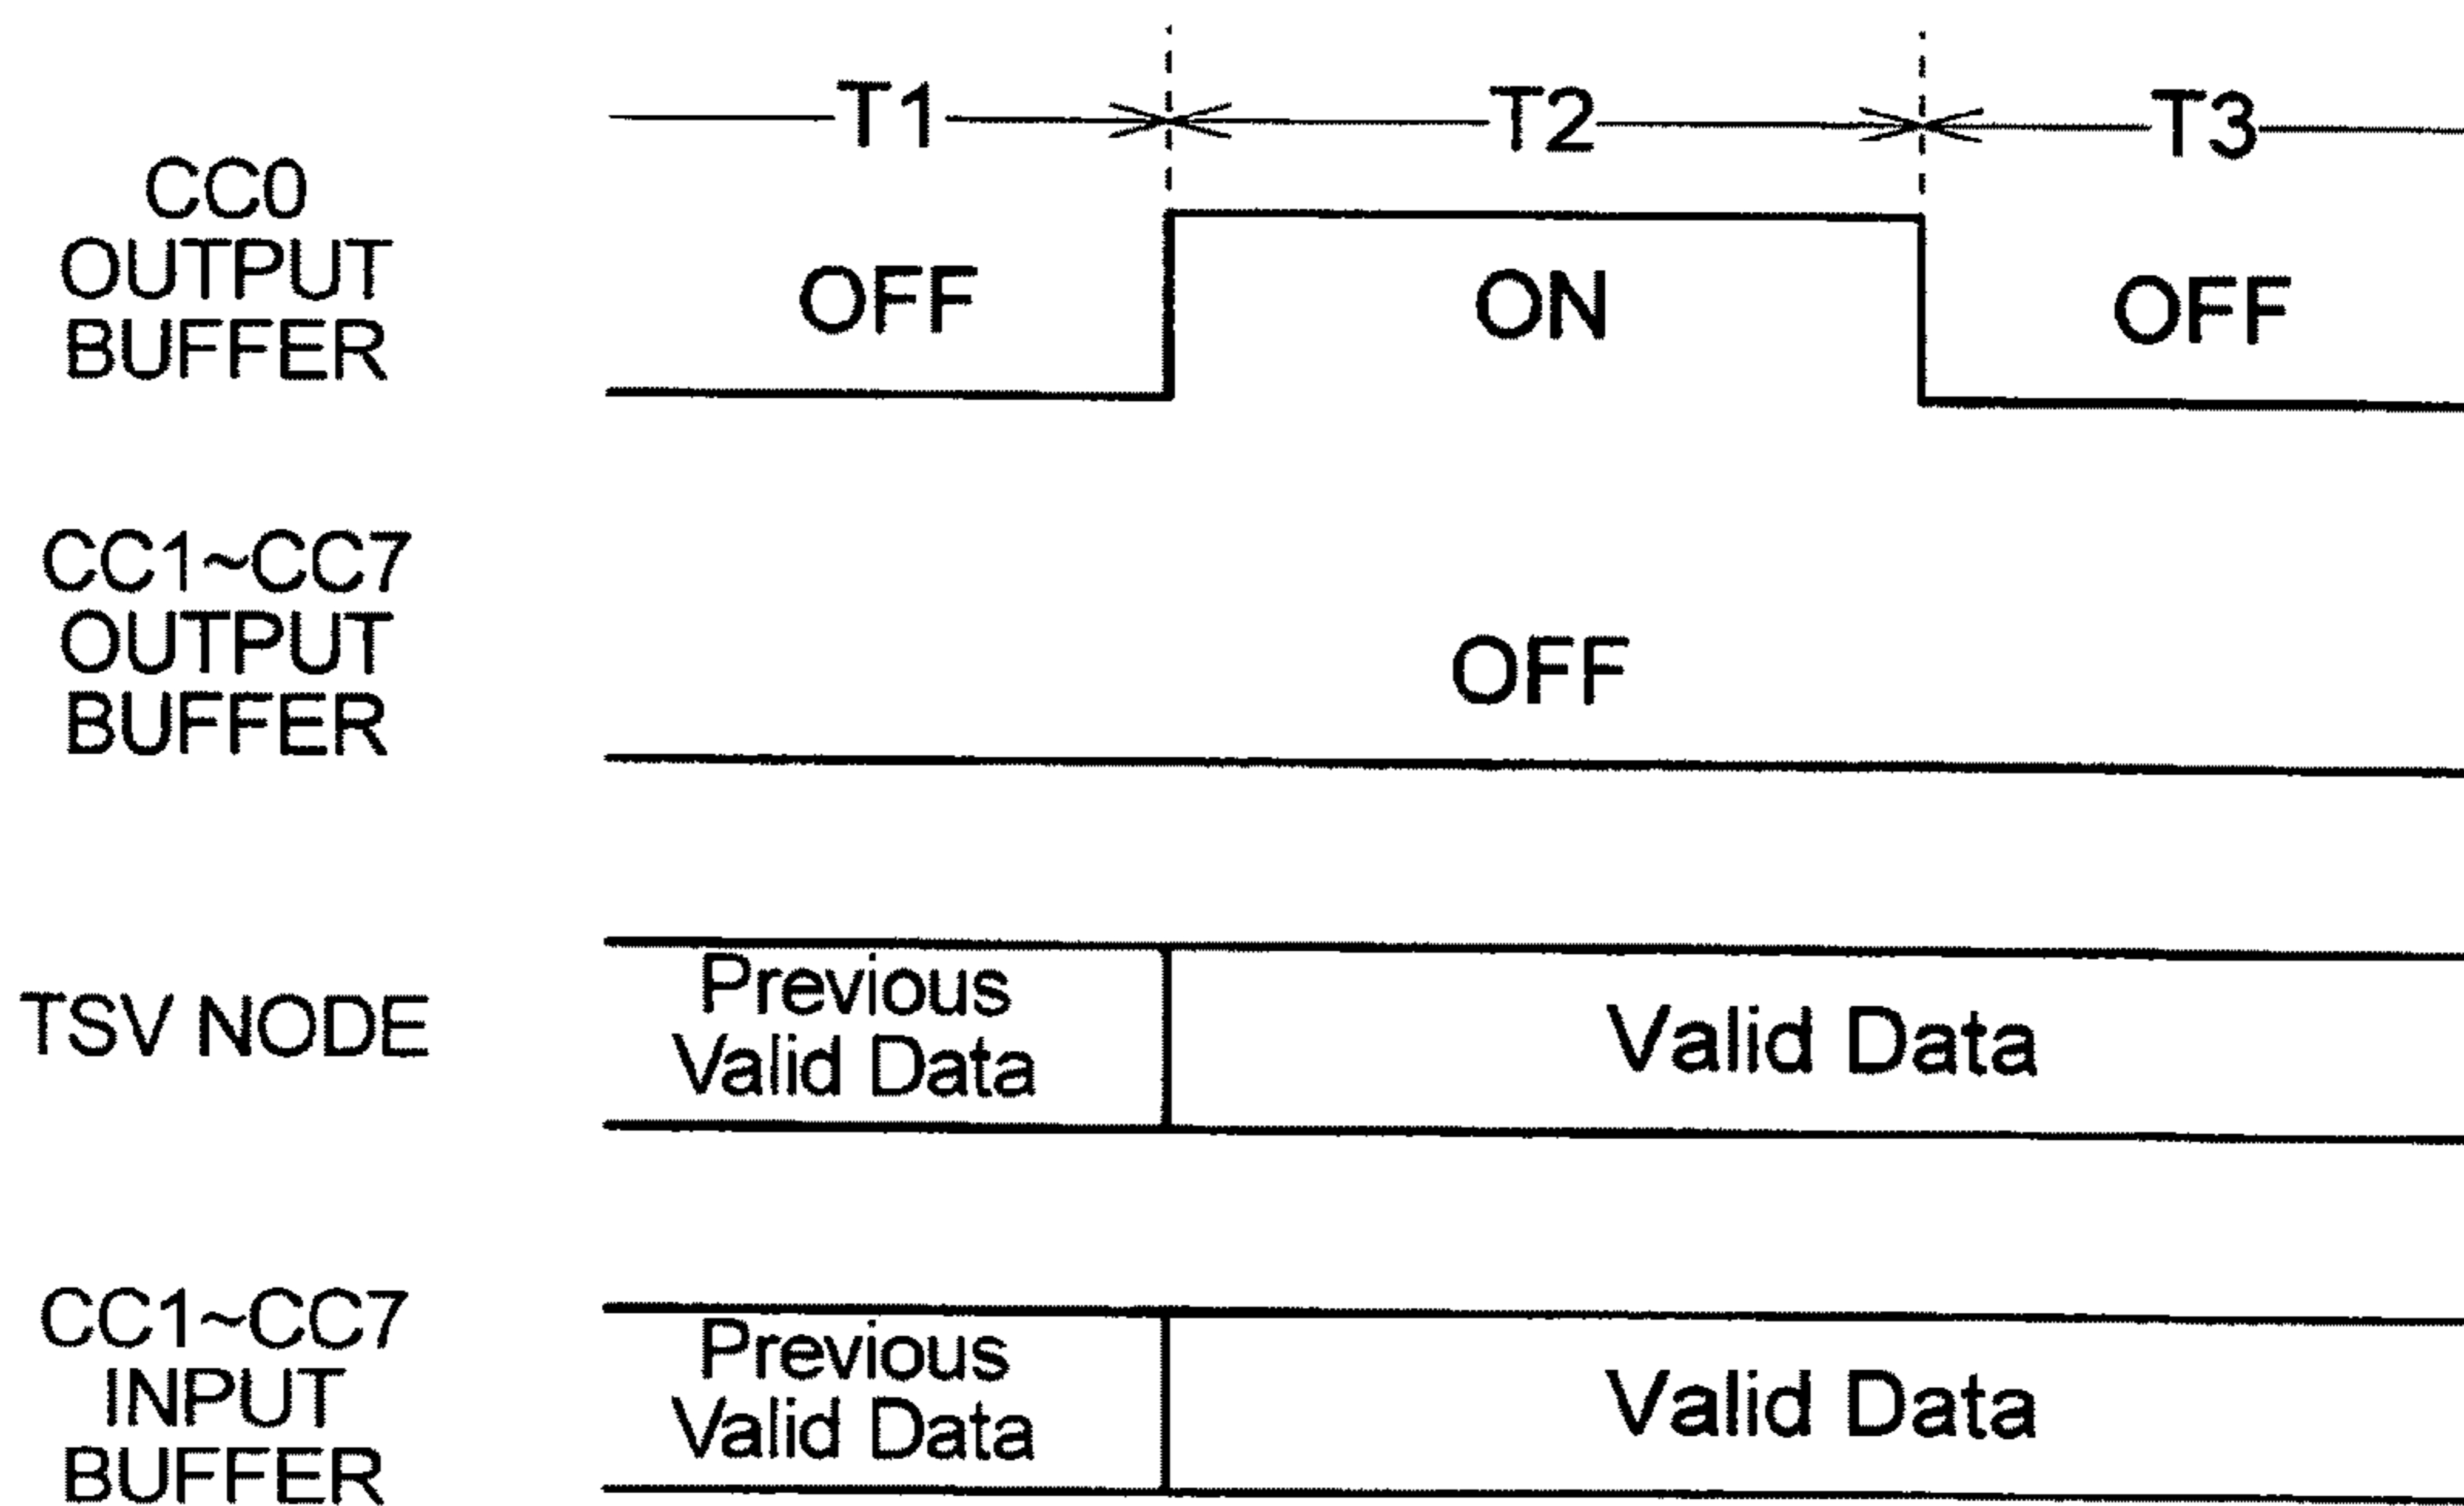 T1 T2 T3
CC0
OUTPUT
BUFFER
OFF ON OFF
CC1~CC7
OUTPUT
BUFFER
OFF
TSV NODE
Previous
Valid Data
Valid Data
CC1~CC7
INPUT
BUFFER
Previous
Valid Data
Valid Data